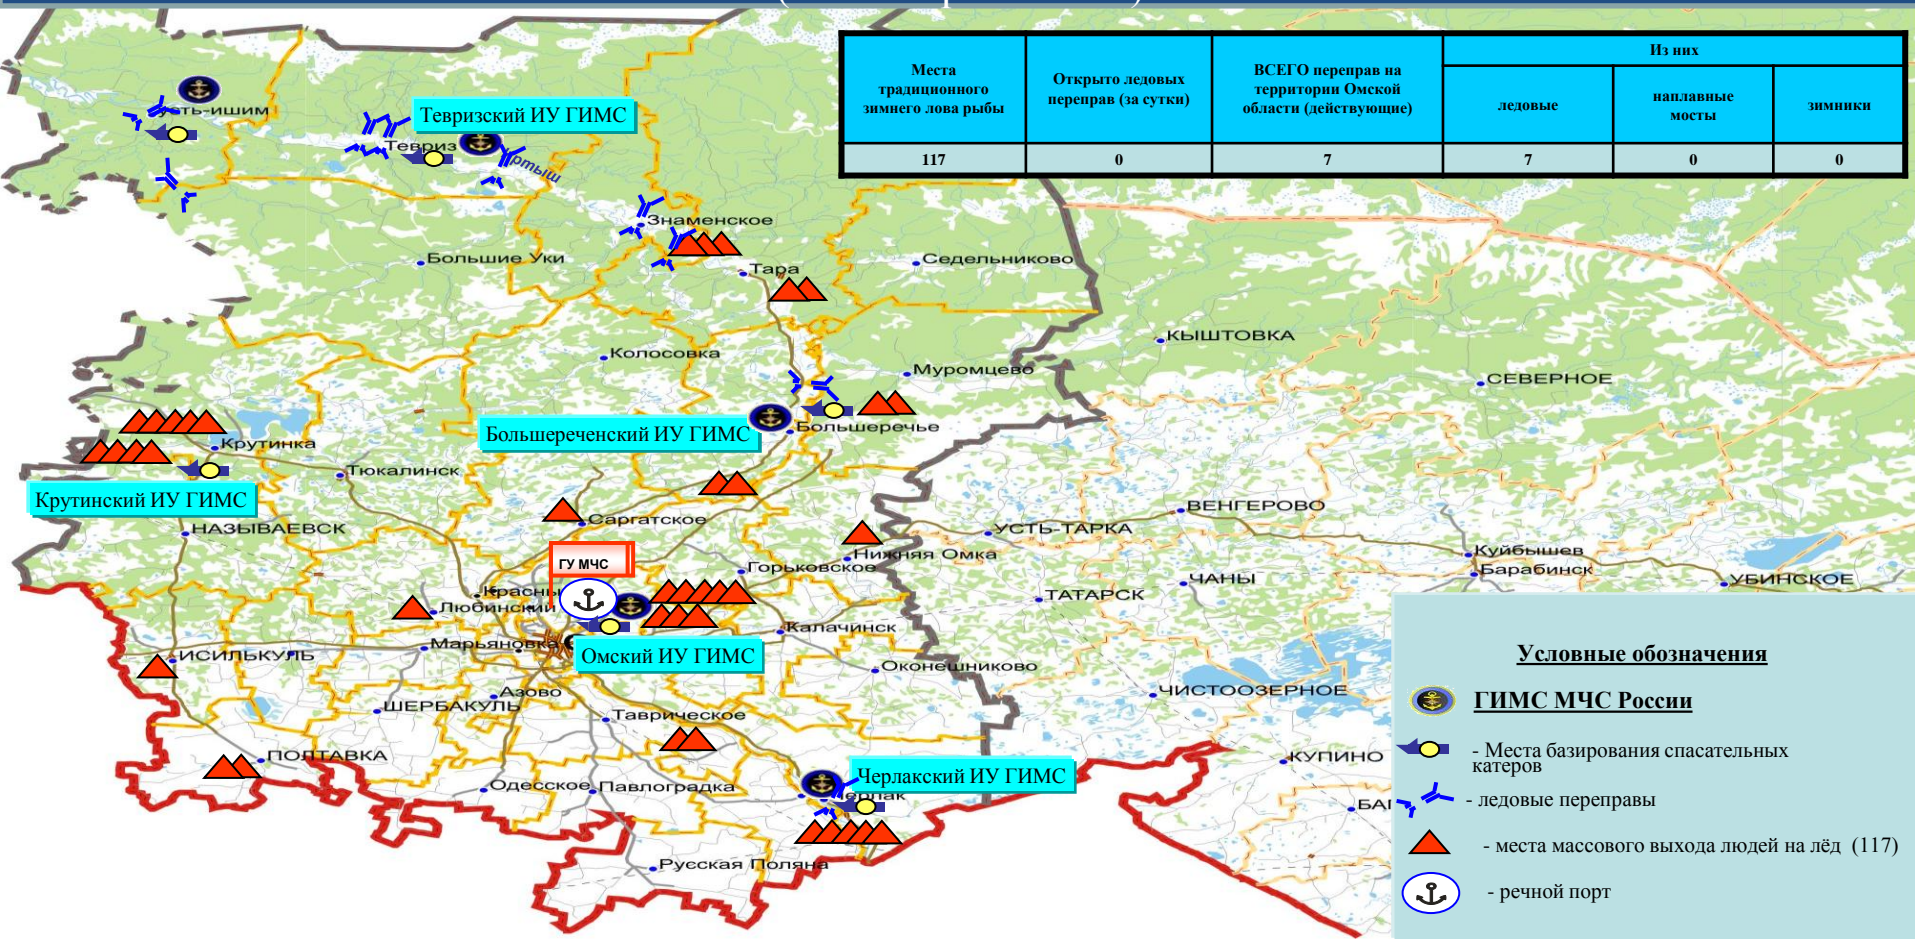 Из них
Места
традиционного
зимнего лова рыбы
Открыто ледовых
переправ (за сутки)
ВСЕГО переправ на
территории Омской
области (действующие)
ледовые
наплавные
мосты
зимники
117
0
7
7
0
0
Тевризский ИУ ГИМС
Тевриз
Знаменское
Большие Уки
Тара
Седельниково
Колосовка
Муромцево
КЫШТОВКА
СЕВЕРНОЕ
Большереченский ИУ ГИМС
Большеречье
Крутинка
Тюкалинск
Крутинский ИУ ГИМС
НАЗЫВАЕВСК
Саргатское
ВЕНГЕРОВО
УСТЬ-ТАРКА
Нижняя Омка
Куйбышев
Барабинск
УБИНСКОЕ
ЧАНЫ
ТАТАРСК
ГУ МЧС
Горьковское
Красны
Любинский
Марьяновка
Калачинск
Омский ИУ ГИМС
ИСИЛЬКУЛЬ
Оконешниково
ЧИСТООЗЕРНОЕ
Азово
ШЕРБАКУЛЬ
Таврическое
ПОЛТАВКА
КУПИНО
Одесское
Павлоградка
Черлакский ИУ ГИМС
Русская Поляна
БАГ
Условные обозначения
ГИМС МЧС России
- Места базирования спасательных
катеров
- ледовые переправы
- места массового выхода людей на лёд (117)
- речной порт